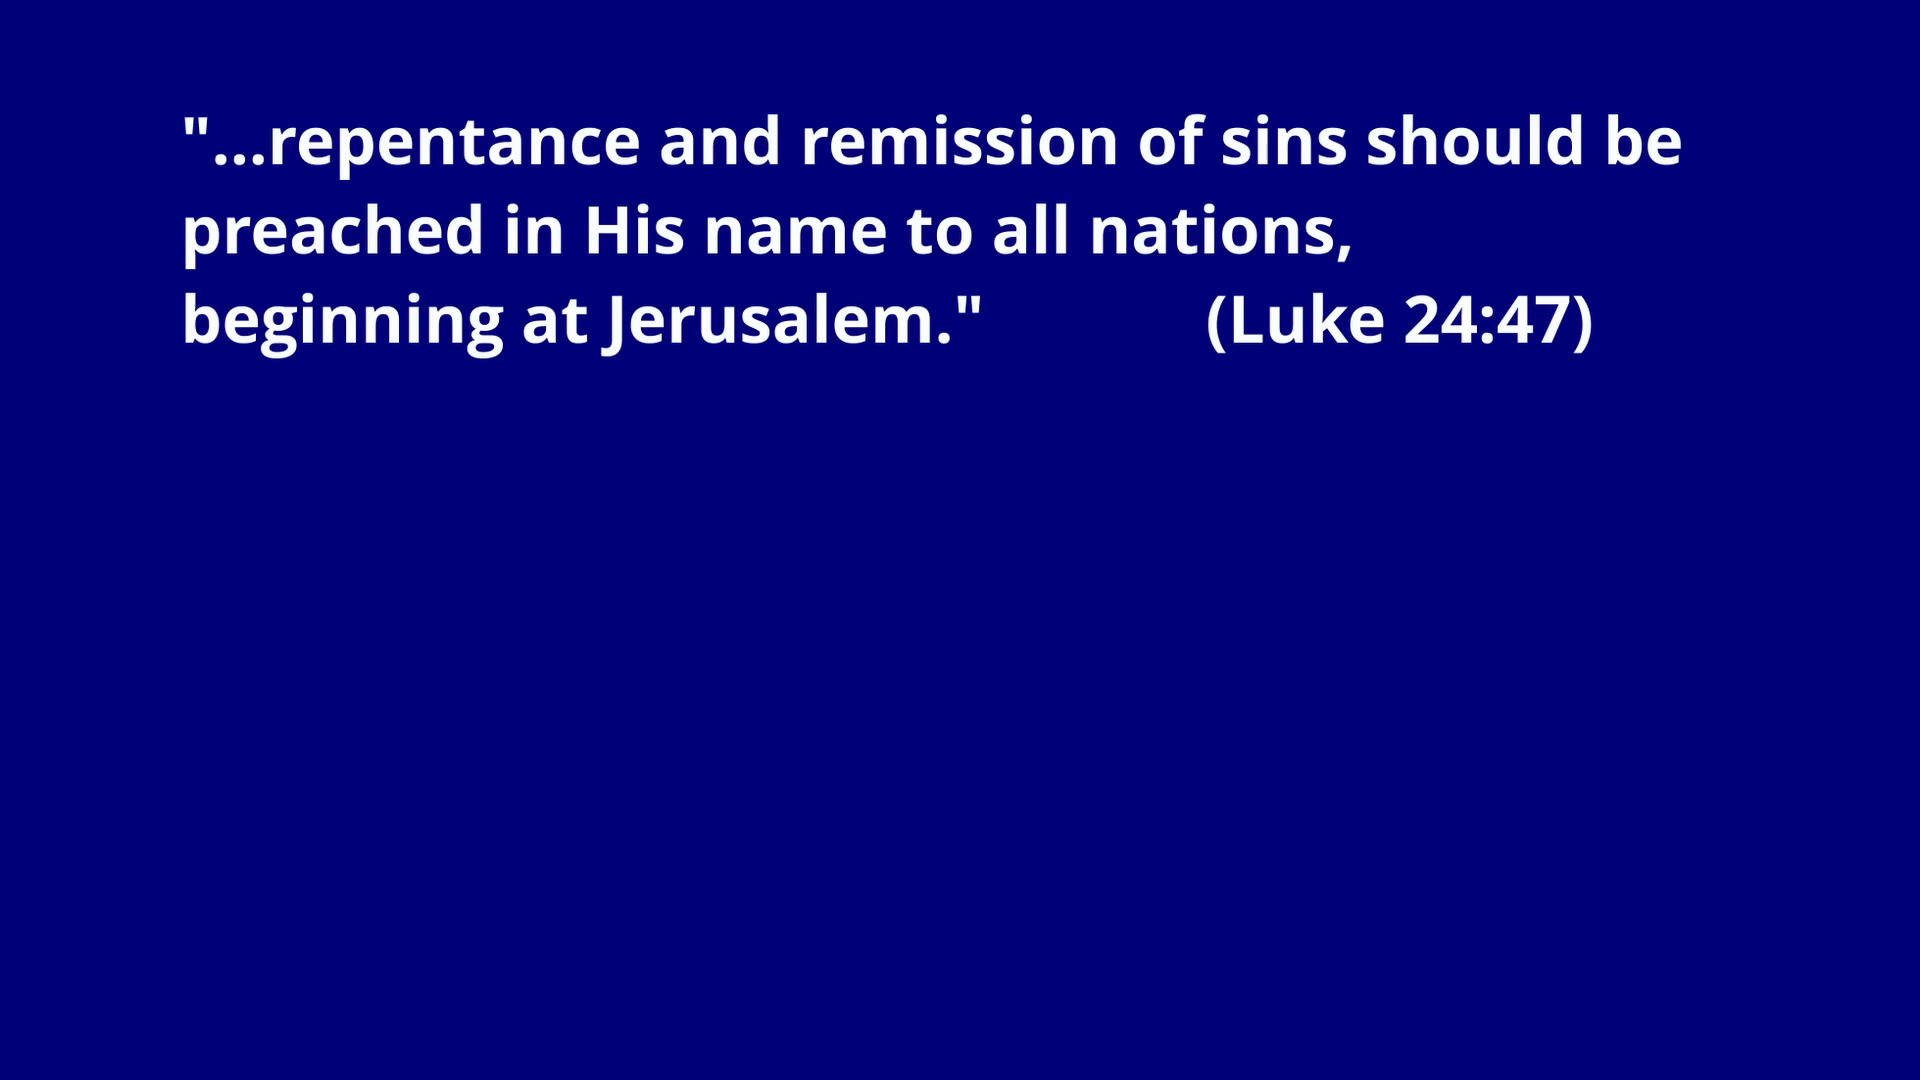 "...repentance and remission of sins should be
preached in His name to all nations,
beginning at Jerusalem." (Luke 24:47)